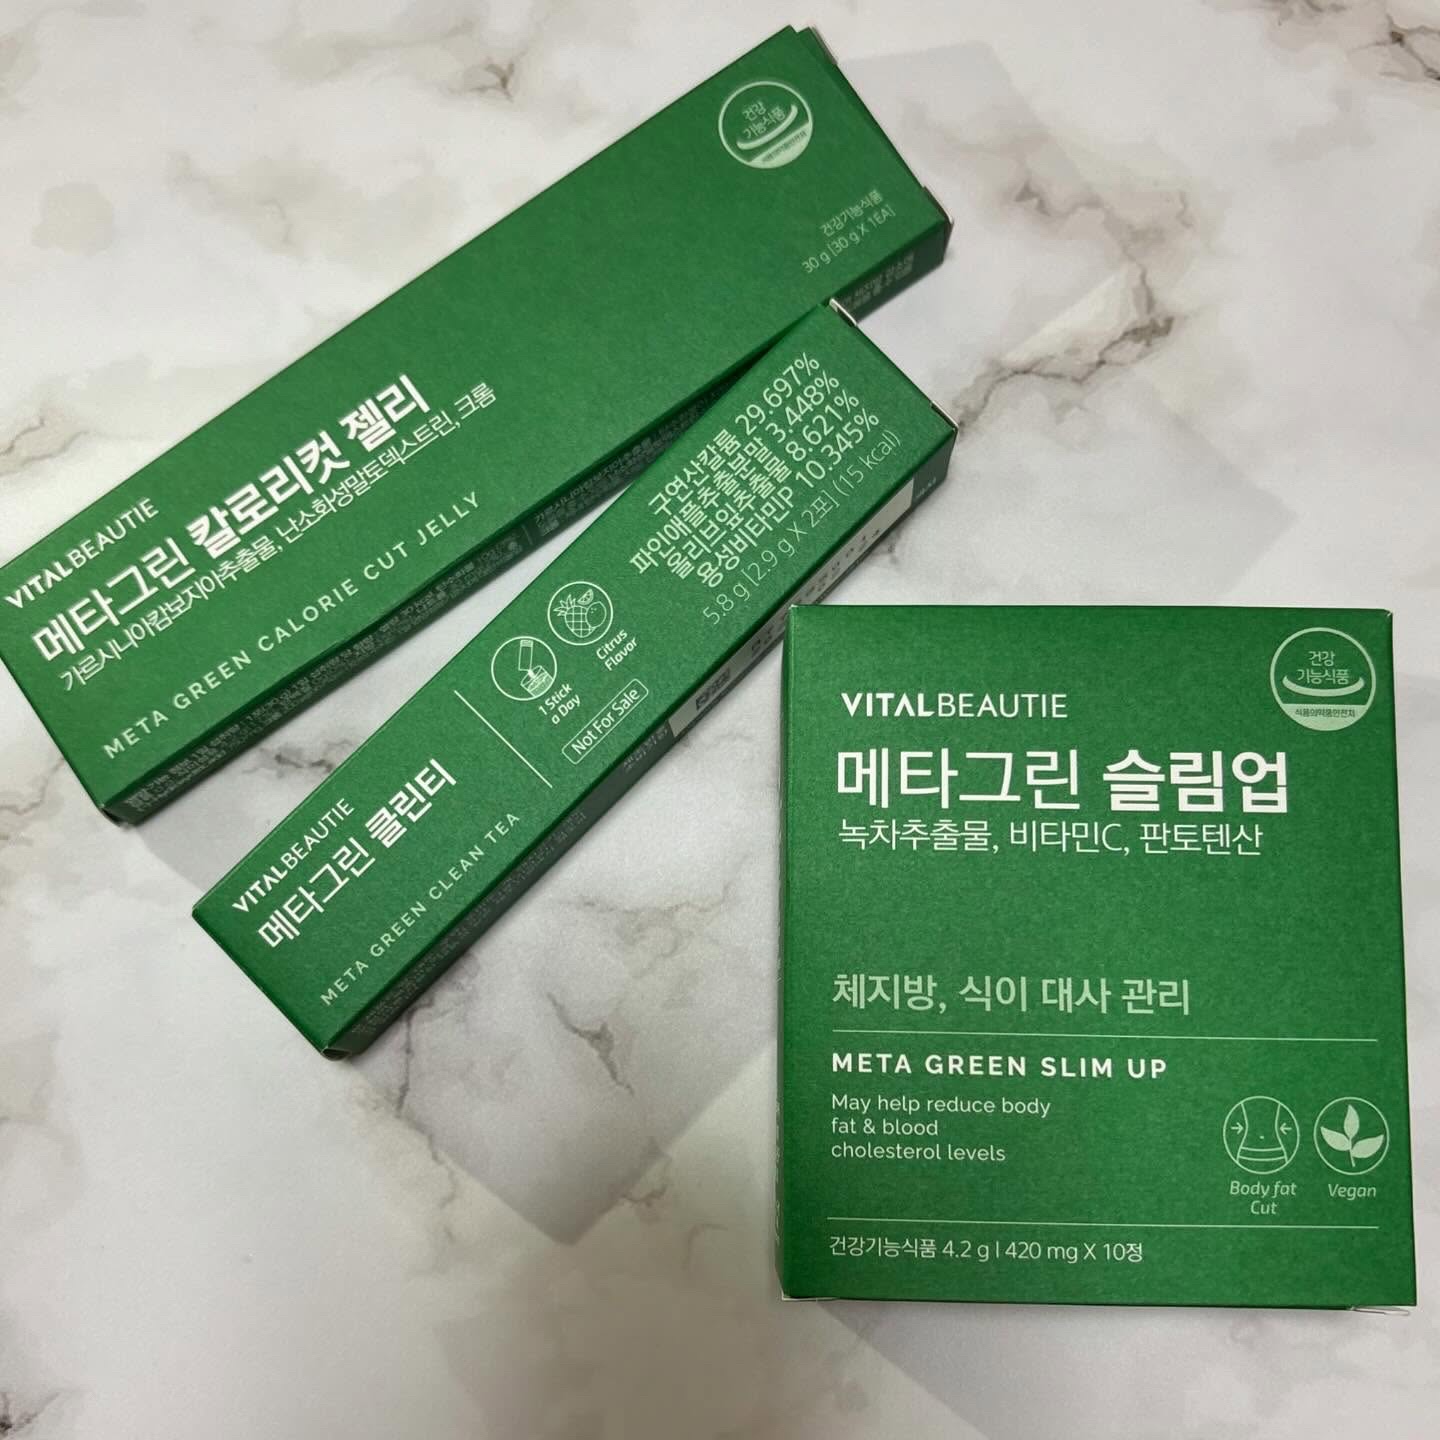 건강
기능식품
건강기능식품
30 g [30 g X 1EA]
VITALBEAUTIE
메타그린 칼로리컷 젤리
가르시니아캄보지아추출물, 난소화성말토덱스트린, 크롬
META GREEN CALORIE CUT JELLY
구연산칼륨 29.697%
파인애플추출분말 3.448%
올리브잎추출물 8.621%
용성비타민P 10.345%
5.8 g [2.9 g X 2포] (15 kcal)
Citrus
Flavor
1 Stick
a Day
Not For Sale
VITALBEAUTIE
메타그린 클린티
META GREEN CLEAN TEA
건강
기능식품
식품의약품안전처
VITALBEAUTIE
메타그린 슬림업
녹차추출물, 비타민C, 판토텐산
체지방, 식이 대사 관리
META GREEN SLIM UP
May help reduce body
fat & blood
cholesterol levels
Body fat
Cut
Vegan
건강기능식품 4.2 g | 420 mg X 10정